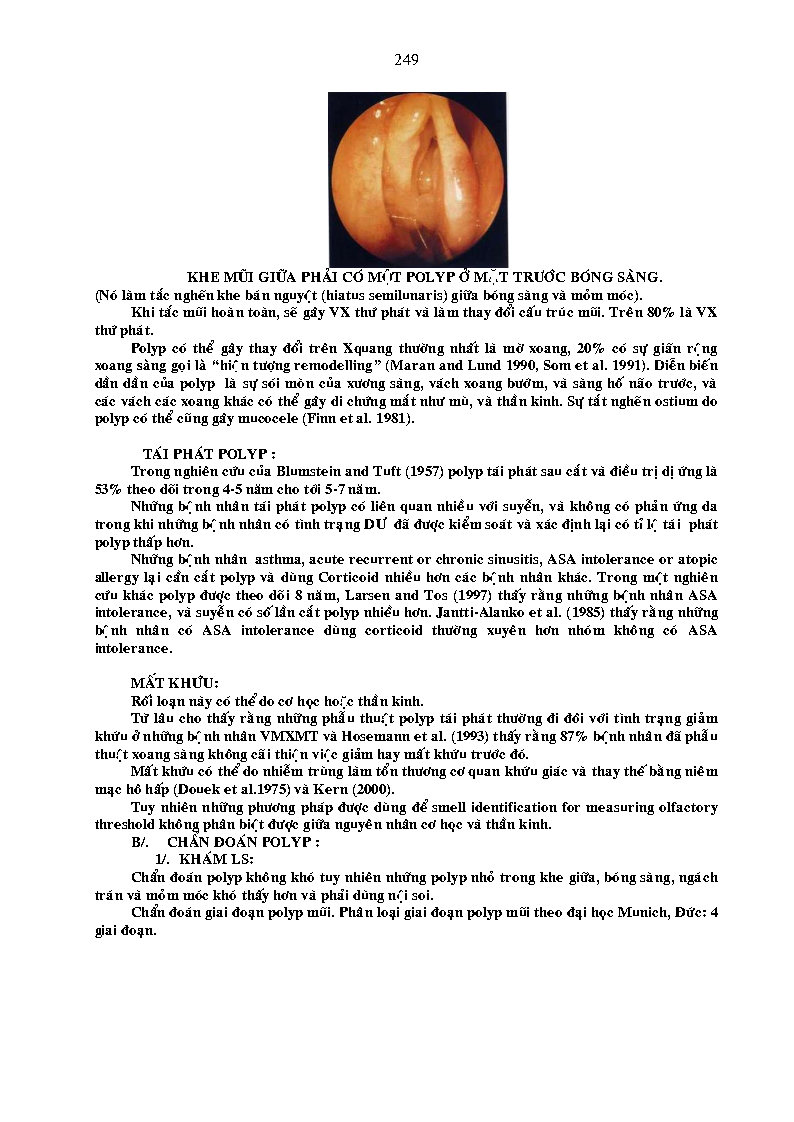 249
KHE MŨI GIỮA PHẢI CÓ MỘT POLYP Ở MẶT TRƯỚC BÓNG SÀNG.
(Nó làm tắc nghẽn khe bán nguyệt (hiatus semilunaris) giữa bóng sàng và mỏm móc).
Khi tắc mũi hoàn toàn, sẽ gây VX thứ phát và làm thay đổi cấu trúc mũi. Trên 80% là VX
thứ phát.
Polyp có thể gây thay đổi trên Xquang thường nhất là mờ xoang, 20% có sự giãn rộng
xoang sàng gọi là “hiện tượng remodelling” (Maran and Lund 1990, Som et al. 1991). Diễn biến
dần dần của polyp là sự sói mòn của xương sàng, vách xoang bướm, và sàng hố não trước, và
các vách các xoang khác có thể gây di chứng mắt như mù, và thần kinh. Sự tắt nghẽn ostium do
polyp có thể cũng gây mucocele (Finn et al. 1981).
TÁI PHÁT POLYP :
Trong nghiên cứu của Blumstein and Tuft (1957) polyp tái phát sau cắt và điều trị dị ứng là
53% theo dõi trong 4-5 năm cho tới 5-7 năm.
Những bệnh nhân tái phát polyp có liên quan nhiều với suyễn, và không có phản ứng da
trong khi những bệnh nhân có tình trạng DƯ đã được kiểm soát và xác định lại có tỉ lệ tái phát
polyp thấp hơn.
Những bệnh nhân asthma, acute recurrent or chronic sinusitis, ASA intolerance or atopic
allergy lại cần cắt polyp và dùng Corticoid nhiều hơn các bệnh nhân khác. Trong một nghiên
cứu khác polyp được theo dõi 8 năm, Larsen and Tos (1997) thấy rằng những bệnh nhân ASA
intolerance, và suyễn có số lần cắt polyp nhiều hơn. Jantti-Alanko et al. (1985) thấy rằng những
bệnh nhân có ASA intolerance dùng corticoid thường xuyên hơn nhóm không có ASA
intolerance.
MẤT KHỨU:
Rối loạn này có thể do cơ học hoặc thần kinh.
Từ lâu cho thấy rằng những phẫu thuật polyp tái phát thường đi đôi với tình trạng giảm
khứu ở những bệnh nhân VMXMT và Hosemann et al. (1993) thấy rằng 87% bệnh nhân đã phẫu
thuật xoang sàng không cãi thiện việc giảm hay mất khứu trước đó.
Mất khứu có thể do nhiễm trùng làm tổn thương cơ quan khứu giác và thay thế bằng niêm
mạc hô hấp (Douek et al.1975) và Kern (2000).
Tuy nhiên những phương pháp được dùng để smell identification for measuring olfactory
threshold không phân biệt được giữa nguyên nhân cơ học và thần kinh.
B/. CHẨN ĐOÁN POLYP :
1/. KHÁM LS:
Chẩn đoán polyp không khó tuy nhiên những polyp nhỏ trong khe giữa, bóng sàng, ngách
trán và mỏm móc khó thấy hơn và phải dùng nội soi.
Chẩn đoán giai đoạn polyp mũi. Phân loại giai đoạn polyp mũi theo đại học Munich, Đức: 4
giai đoạn.